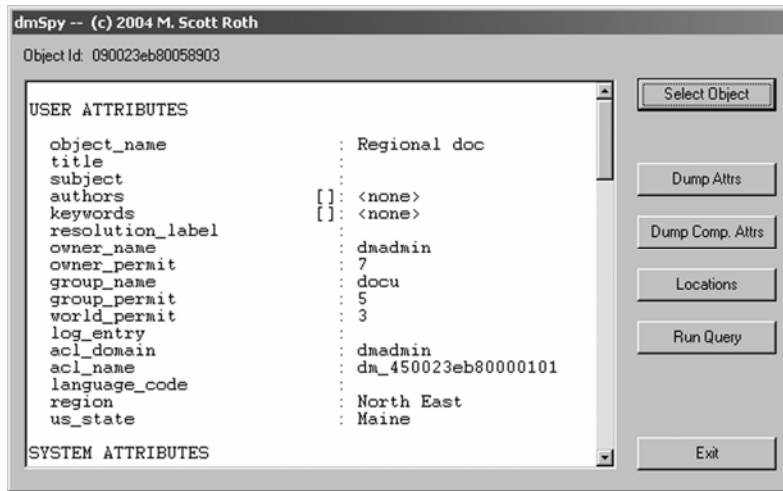 dmSpy -- (c) 2004 M. Scott Roth
Object Id: 090023eb80058903
USER ATTRIBUTES
object_name : Regional doc
title :
subject :
authors []: <none>
keywords []: <none>
resolution_label :
owner_name : dmadmin
owner_permit : 7
group_name : docu
group_permit : 5
world_permit : 3
log_entry :
acl_domain : dmadmin
acl_name : dm_450023eb80000101
language_code :
region : North East
us_state : Maine
SYSTEM ATTRIBUTES
Select Object
Dump Attrs
Dump Comp. Attrs
Locations
Run Query
Exit